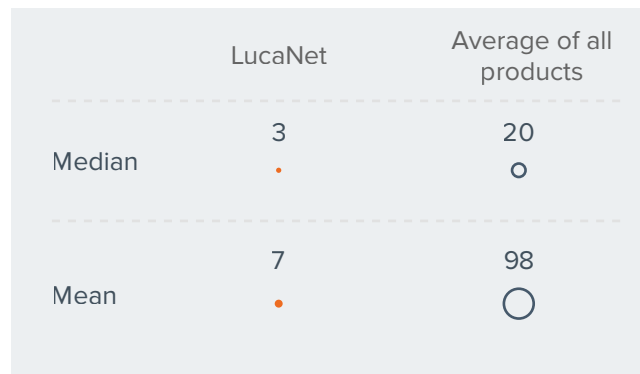 LucaNet
Average of all
products
3
20
Median
7
98
Mean